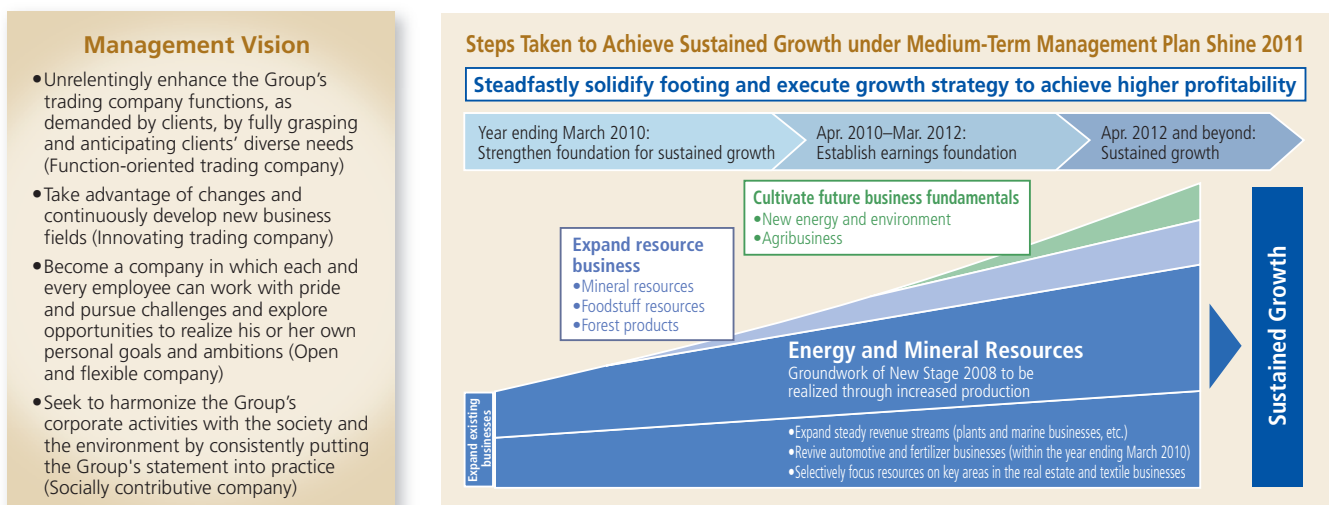 Management Vision
•Unrelentingly enhance the Group’s
trading company functions, as
demanded by clients, by fully grasping
and anticipating clients’ diverse needs
(Function-oriented trading company)
•Take advantage of changes and
continuously develop new business
fields (Innovating trading company)
•Become a company in which each and
every employee can work with pride
and pursue challenges and explore
opportunities to realize his or her own
personal goals and ambitions (Open
and flexible company)
•Seek to harmonize the Group’s
corporate activities with the society and
the environment by consistently putting
the Group's statement into practice
(Socially contributive company)
Steps Taken to Achieve Sustained Growth under Medium-Term Management Plan Shine 2011
Steadfastly solidify footing and execute growth strategy to achieve higher profitability
Year ending March 2010:
Strengthen foundation for sustained growth
Apr. 2010–Mar. 2012:
Establish earnings foundation
Apr. 2012 and beyond:
Sustained growth
Cultivate future business fundamentals
•New energy and environment
•Agribusiness
Expand resource
business
•Mineral resources
•Foodstuff resources
•Forest products
Energy and Mineral Resources
Groundwork of New Stage 2008 to be
realized through increased production
Expand existing
businesses
•Expand steady revenue streams (plants and marine businesses, etc.)
•Revive automotive and fertilizer businesses (within the year ending March 2010)
•Selectively focus resources on key areas in the real estate and textile businesses
Sustained Growth